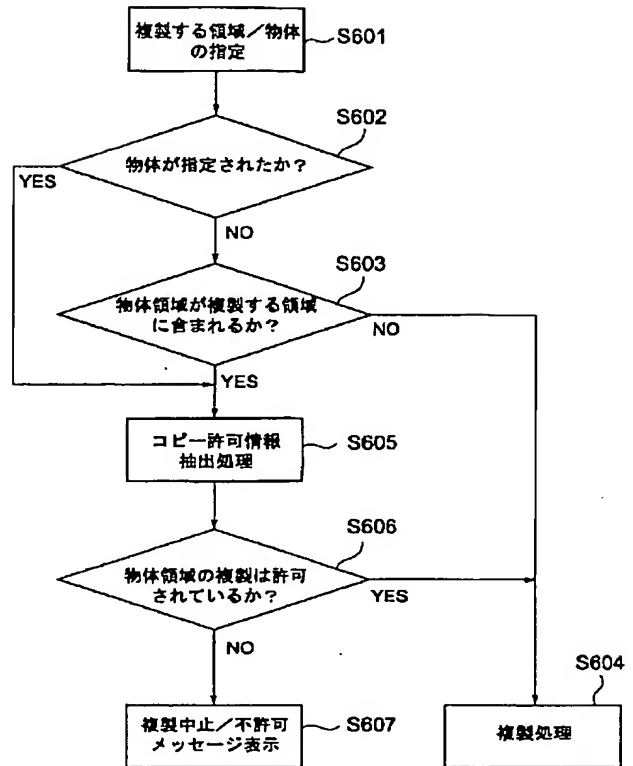 複製する領域／物体
の指定
S601
S602
物体が指定されたか？
YES
NO
S603
物体領域が複製する領域
に含まれるか？
NO
YES
コピー許可情報
抽出処理
S605
S606
物体領域の複製は許可
されているか？
YES
NO
S604
複製中止／不許可
メッセージ表示
S607
複製処理